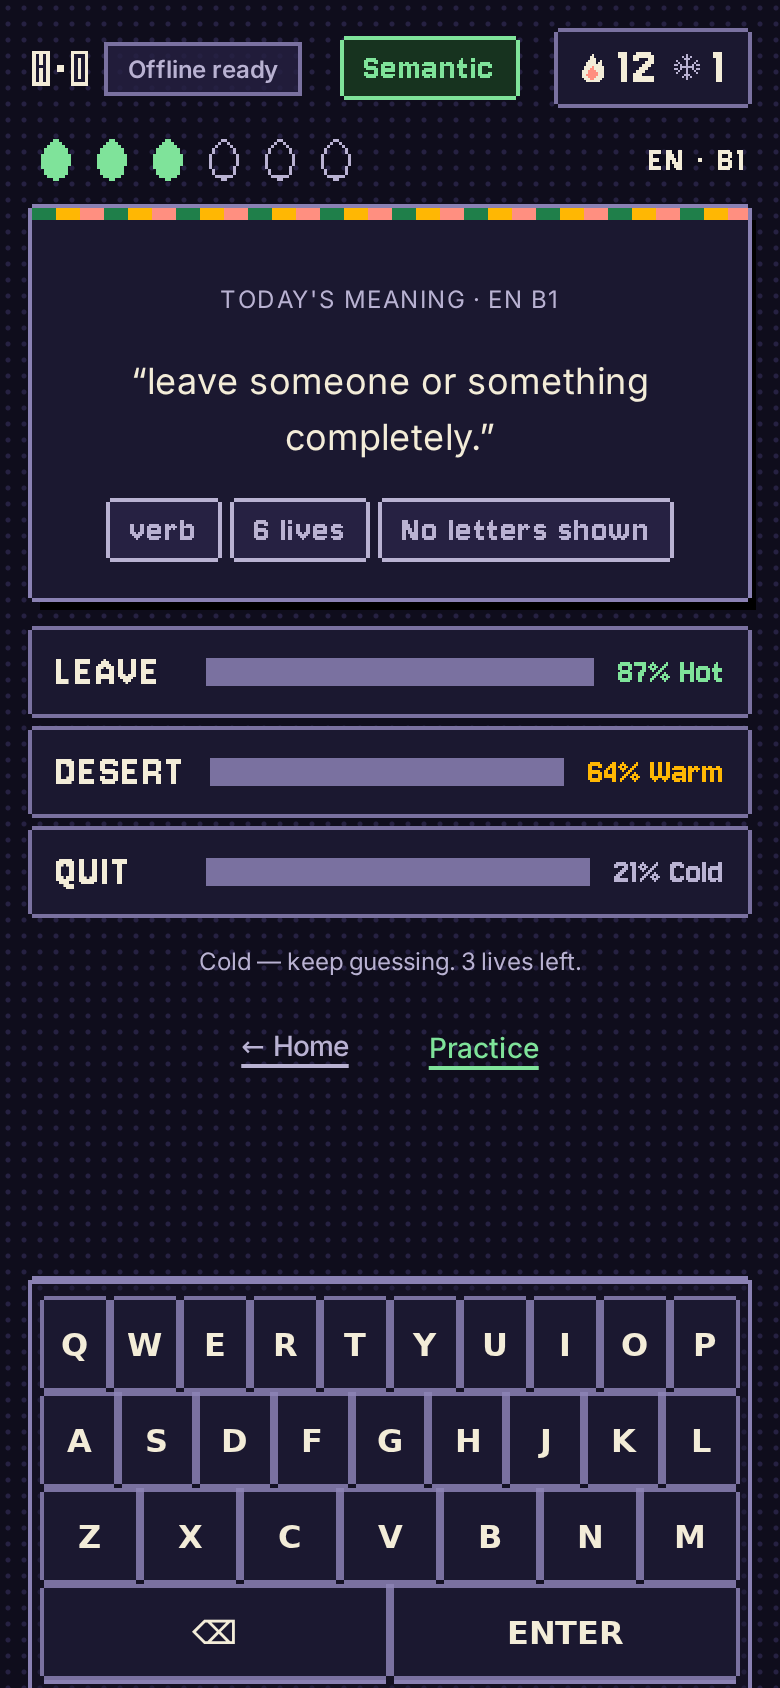 H·O
Offline ready
Semantic
12
1
EN · B1
TODAY'S MEANING · EN B1
“leave someone or something
completely.”
verb
6 lives
No letters shown
LEAVE
87% Hot
DESERT
64% Warm
QUIT
21% Cold
Cold — keep guessing. 3 lives left.
← Home
Practice
Q W E R T Y U I O P
A S D F G H J K L
Z X C V B N M
⌫ ENTER